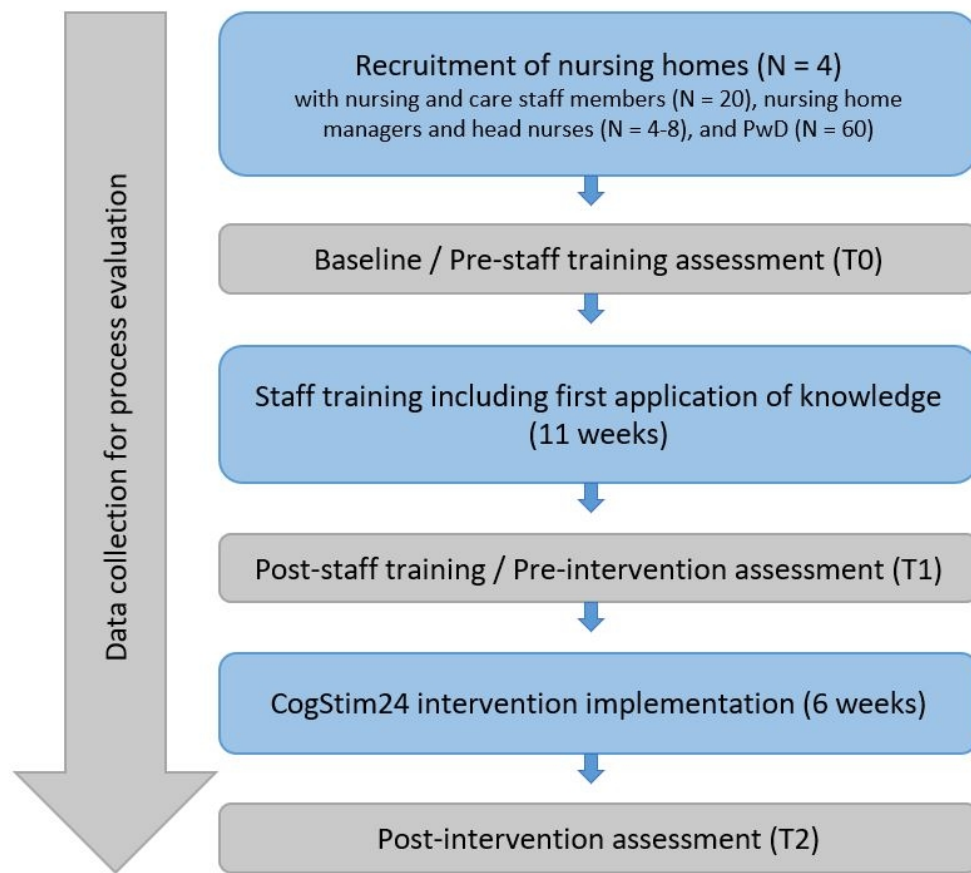 Data collection for process evaluation
Recruitment of nursing homes (N = 4)
with nursing and care staff members (N = 20), nursing home
managers and head nurses (N = 4-8), and PwD (N = 60)
Baseline / Pre-staff training assessment (T0)
Staff training including first application of knowledge
(11 weeks)
Post-staff training / Pre-intervention assessment (T1)
CogStim24 intervention implementation (6 weeks)
Post-intervention assessment (T2)